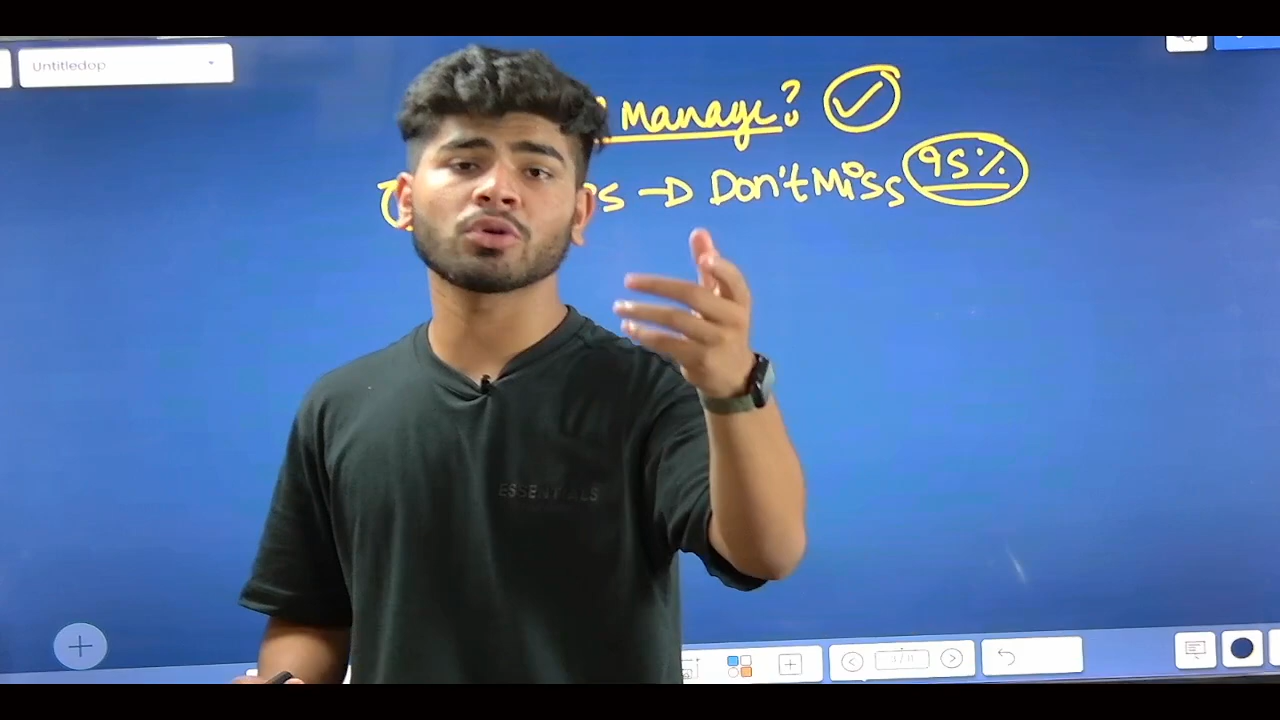 Untitledop
Manage?
→ Don't Miss 95%
ESSENTIALS